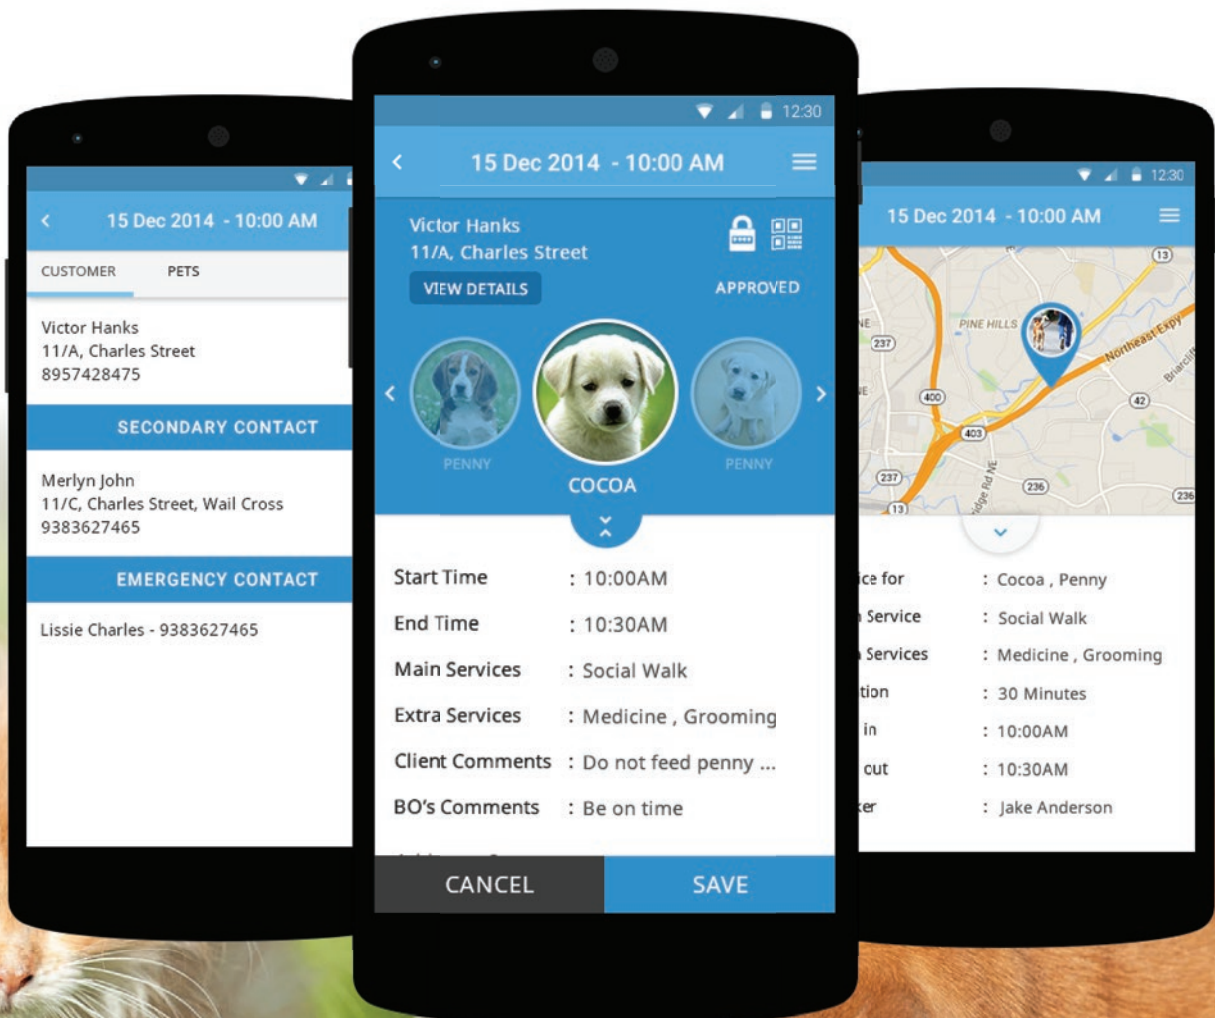 15 Dec 2014 - 10:00 AM
CUSTOMER PETS
Victor Hanks
11/A, Charles Street
8957428475
SECONDARY CONTACT
Merlyn John
11/C, Charles Street, Wail Cross
9383627465
EMERGENCY CONTACT
Lissie Charles - 9383627465
12:30
15 Dec 2014 - 10:00 AM
Victor Hanks
11/A, Charles Street
VIEW DETAILS
APPROVED
PENNY
COCOA
PENNY
Start Time : 10:00AM
End Time : 10:30AM
Main Services : Social Walk
Extra Services : Medicine , Grooming
Client Comments : Do not feed penny ...
BO's Comments : Be on time
CANCEL
SAVE
12:30
15 Dec 2014 - 10:00 AM
13
PINE HILLS
NE
237
Northeast Expy
400
42
403
237
236
236
13
ice for : Cocoa , Penny
Service : Social Walk
Services : Medicine , Grooming
tion : 30 Minutes
in : 10:00AM
out : 10:30AM
ker : Jake Anderson